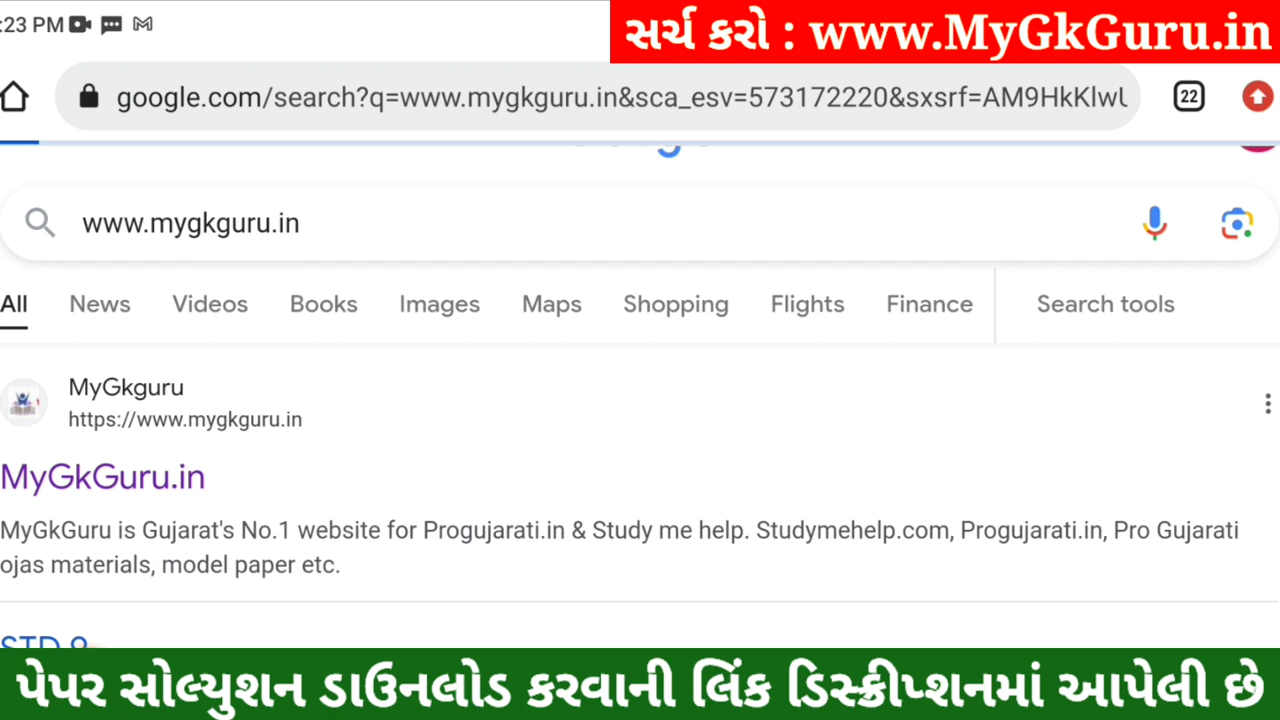 :23 PM
સર્ચ કરો : www.MyGkGuru.in
google.com/search?q=www.mygkguru.in&sca_esv=573172220&sxsrf=AM9HkKlwU
22
www.mygkguru.in
All News Videos Books Images Maps Shopping Flights Finance Search tools
MyGkguru
https://www.mygkguru.in
MyGkGuru.in
MyGkGuru is Gujarat's No.1 website for Progujarati.in & Study me help. Studymehelp.com, Progujarati.in, Pro Gujarati
ojas materials, model paper etc.
STD 9
પેપર સોલ્યુશન ડાઉનલોડ કરવાની લિંક ડિસ્ક્રીપ્શનમાં આપેલી છે